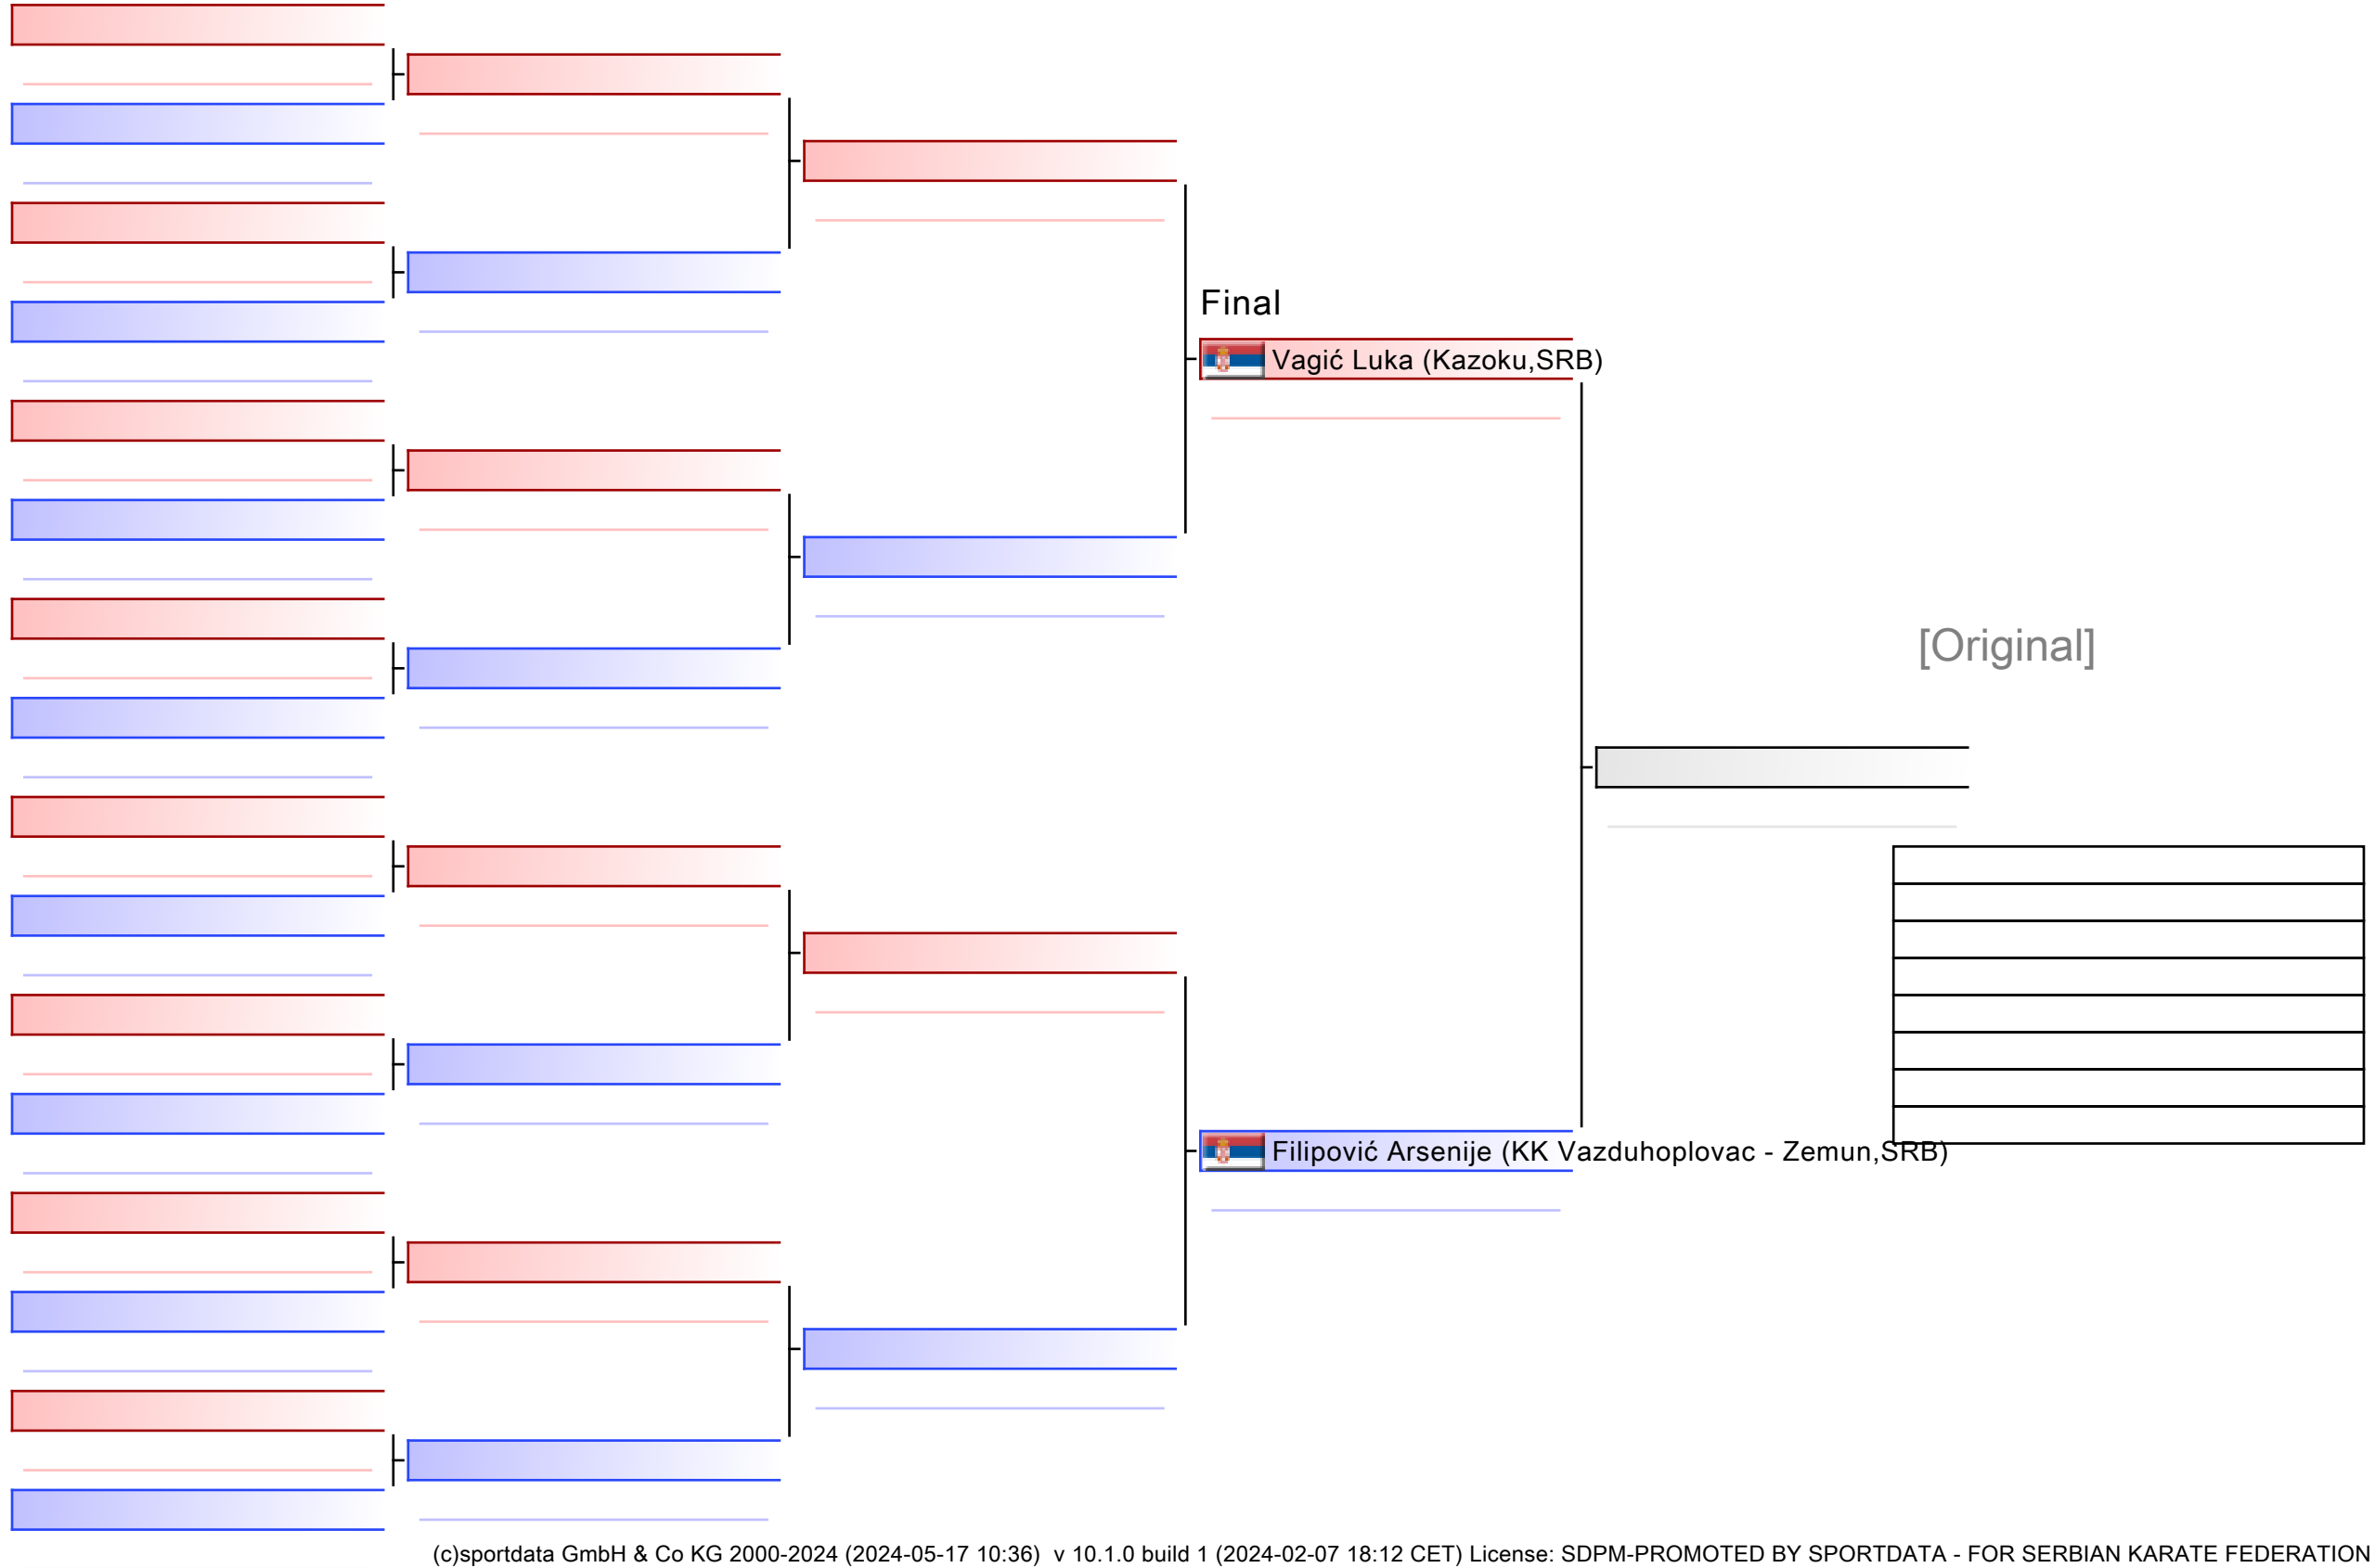 Final
Vagić Luka (Kazoku,SRB)
[Original]
Filipović Arsenije (KK Vazduhoplovac - Zemun,SRB)
(c)sportdata GmbH & Co KG 2000-2024 (2024-05-17 10:36)  v 10.1.0 build 1 (2024-02-07 18:12 CET) License: SDPM-PROMOTED BY SPORTDATA - FOR SERBIAN KARATE FEDERATION